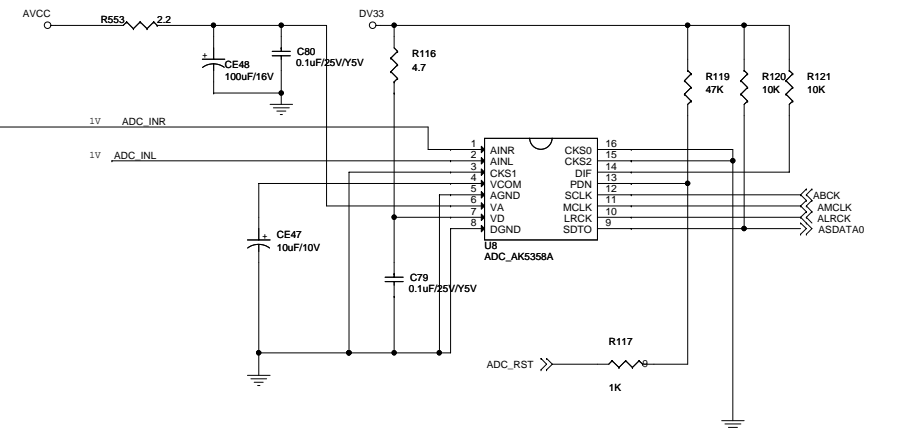 AVCC
R553 2.2
DV33
CE48
100uF/16V
C80
0.1uF/25V/Y5V
R116
4.7
R119
47K
R120
10K
R121
10K
1V ADC_INR
1V ADC_INL
1 AINR
2 AINL
3 CKS1
4 VCOM
5 AGND
6 VA
7 VD
8 DGND
CKS0 16
CKS2 15
DIF 14
PDN 13
SCLK 12
MCLK 11
LRCK 10
SDTO 9
ABCK
AMCLK
ALRCK
ASDATA0
U8
ADC_AK5358A
CE47
10uF/10V
C79
0.1uF/25V/Y5V
R117
ADC_RST
1K